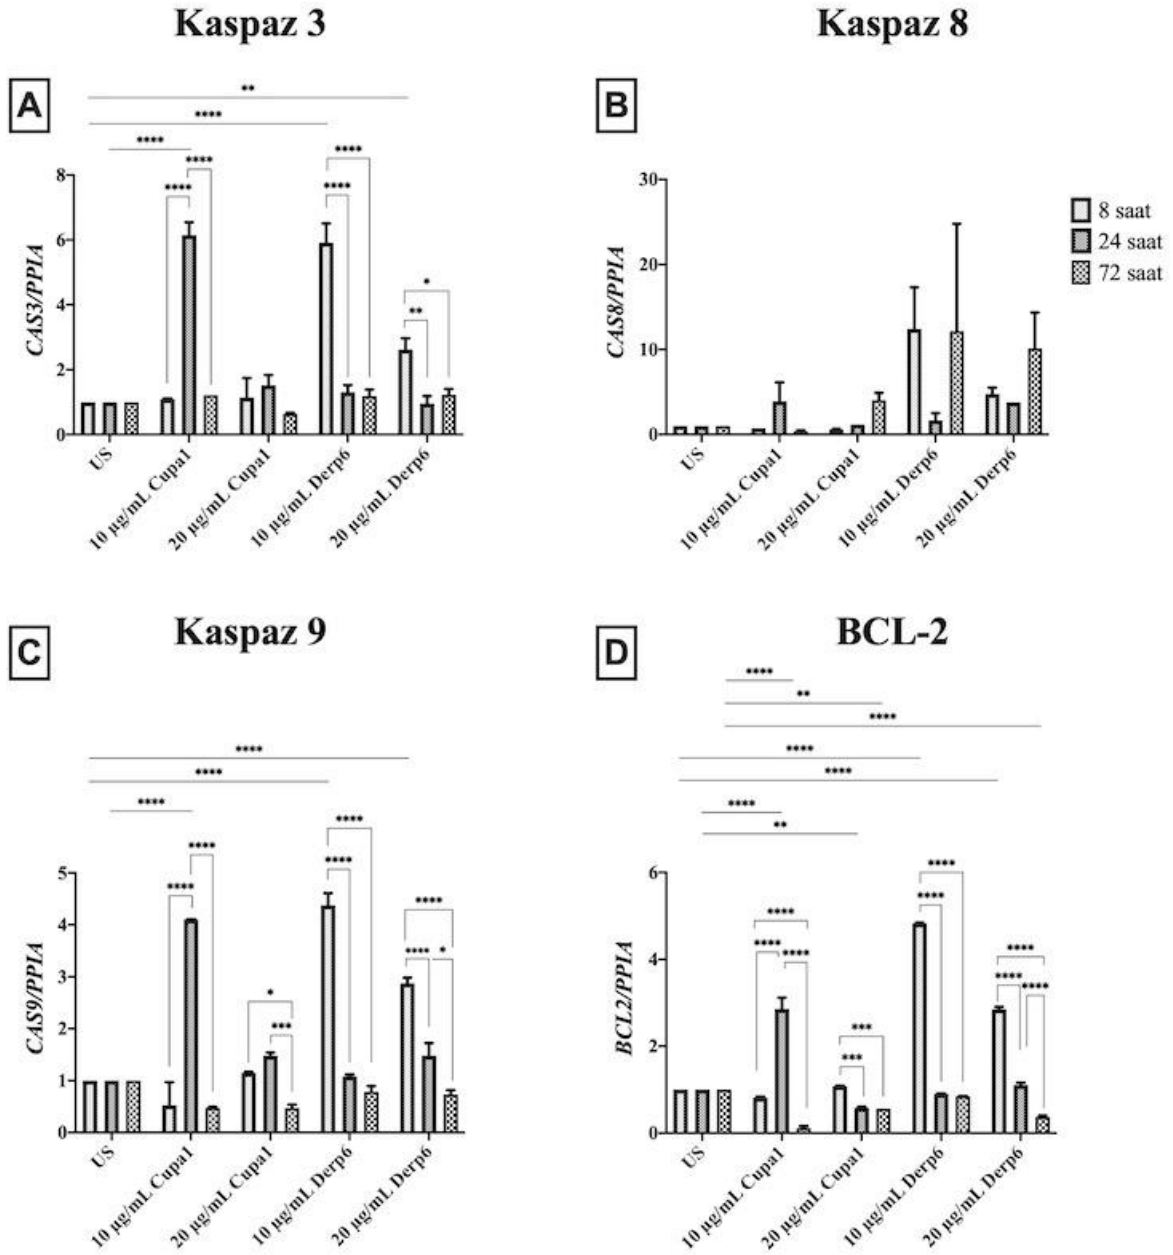 Kaspaz 3
A
**
****
****
****
****
****
****
*
**
8
6
4
2
0
CAS3/PPIA
US
10 µg/mL Cupa1
20 µg/mL Cupa1
10 µg/mL Derp6
20 µg/mL Derp6
Kaspaz 8
B
30
20
10
0
CAS8/PPIA
US
10 µg/mL Cupa1
20 µg/mL Cupa1
10 µg/mL Derp6
20 µg/mL Derp6
8 saat
24 saat
72 saat
Kaspaz 9
C
****
****
****
****
****
****
****
****
**** *
*
***
5
4
3
2
1
0
CAS9/PPIA
US
10 µg/mL Cupa1
20 µg/mL Cupa1
10 µg/mL Derp6
20 µg/mL Derp6
BCL-2
D
****
**
****
****
****
****
**
****
****
****
**** ****
****
**** ****
***
***
6
4
2
0
BCL2/PPIA
US
10 µg/mL Cupa1
20 µg/mL Cupa1
10 µg/mL Derp6
20 µg/mL Derp6